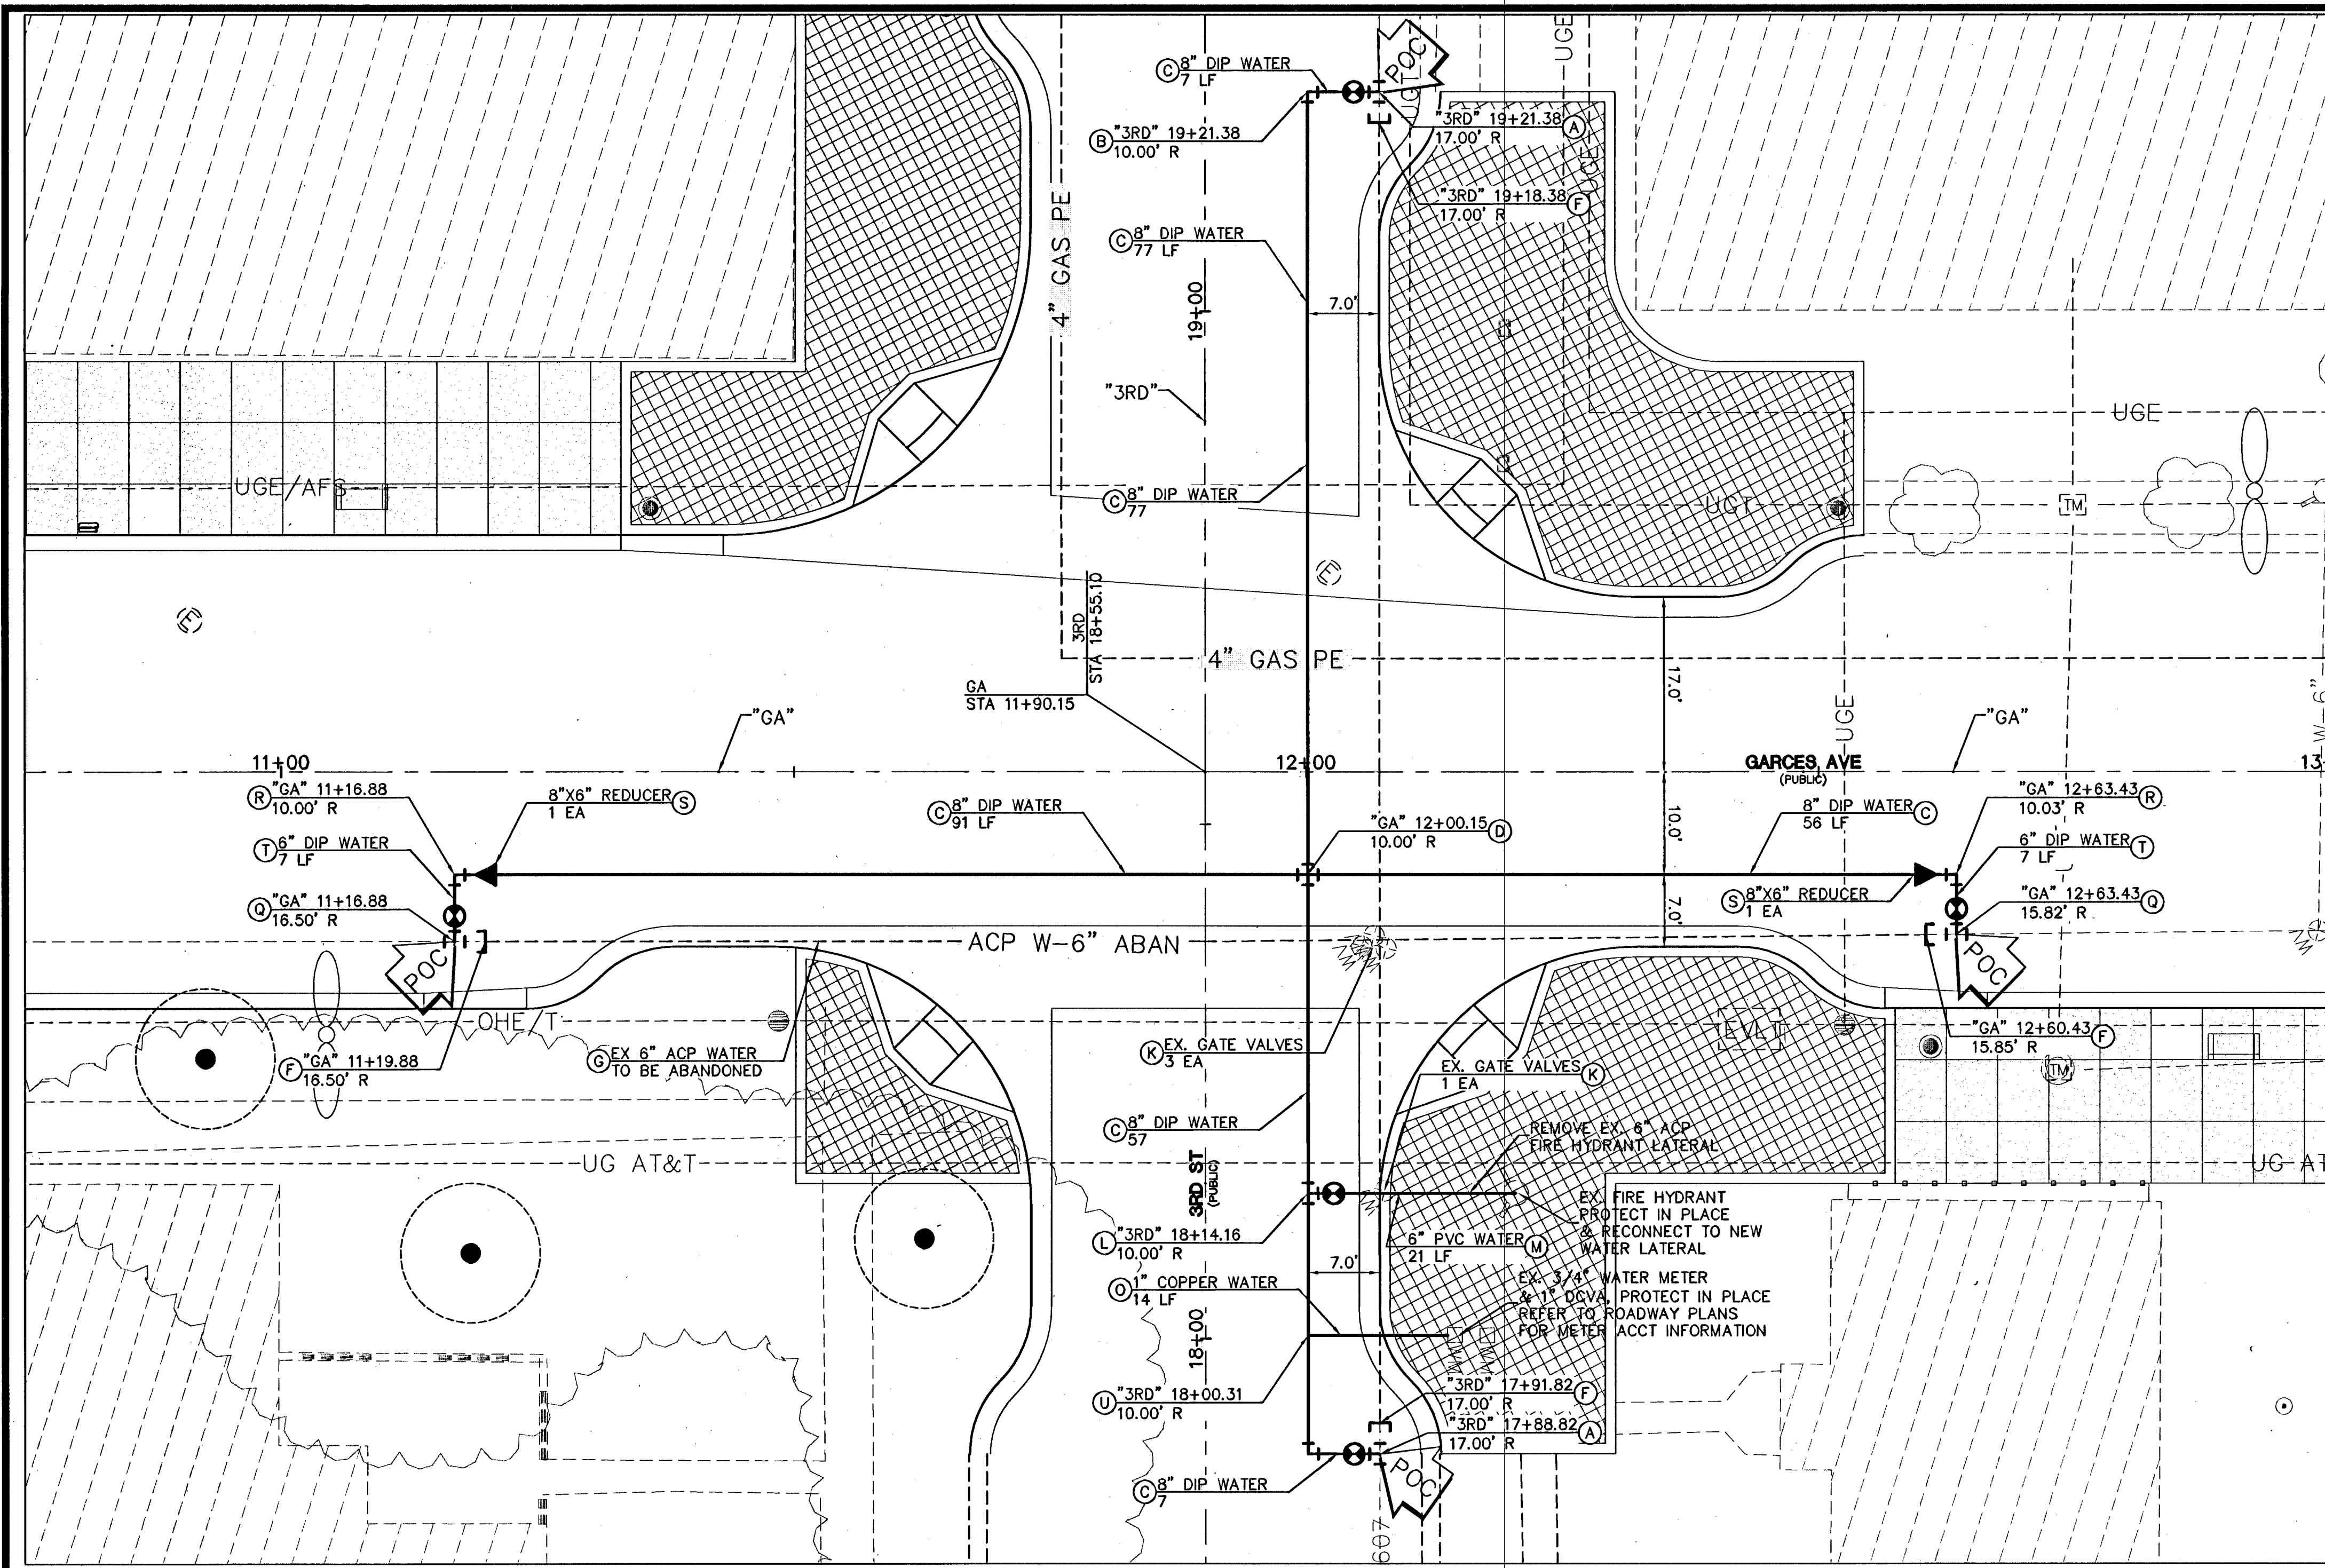 UGE
POC
C 8" DIP WATER
7 LF
UGT
"3RD" 19+21.38 A
17.00' R
B "3RD" 19+21.38
10.00' R
UGE
4" GAS PE
"3RD" 19+18.38 F
17.00' R
C 8" DIP WATER
77 LF
19+00
7.0'
"3RD"
UGE
UGE/AFS
C 8" DIP WATER
77
UGT
TM
E
E
3RD
STA 18+55.10
4" GAS PE
GA
STA 11+90.15
17.0'
UGE
"GA"
"GA"
W-6"
11+00
12+00
GARCES AVE
(PUBLIC)
13+
R "GA" 11+16.88
10.00' R
8"X6" REDUCER S
1 EA
C 8" DIP WATER
91 LF
"GA" 12+00.15 D
10.00' R
10.0'
8" DIP WATER C
56 LF
"GA" 12+63.43 R
10.03' R
T 6" DIP WATER
7 LF
6" DIP WATER T
7 LF
Q "GA" 11+16.88
16.50' R
7.0'
S 8"X6" REDUCER
1 EA
"GA" 12+63.43 Q
15.82' R
ACP W-6" ABAN
POC
POC
OHE/T
EVLT
"GA" 12+60.43 F
15.85' R
F "GA" 11+19.88
16.50' R
G EX 6" ACP WATER
TO BE ABANDONED
K EX. GATE VALVES
3 EA
EX. GATE VALVES K
1 EA
TM
C 8" DIP WATER
57
REMOVE EX. 6" ACP
FIRE HYDRANT LATERAL
UG AT&T
3RD ST
(PUBLIC)
UG AT
L "3RD" 18+14.16
10.00' R
6" PVC WATER M
21 LF
EX. FIRE HYDRANT
PROTECT IN PLACE
& RECONNECT TO NEW
WATER LATERAL
7.0'
O 1" COPPER WATER
14 LF
EX. 3/4" WATER METER
& 1" DCVA, PROTECT IN PLACE
REFER TO ROADWAY PLANS
FOR METER ACCT INFORMATION
18+00
U "3RD" 18+00.31
10.00' R
"3RD" 17+91.82 F
17.00' R
"3RD" 17+88.82 A
17.00' R
POC
C 8" DIP WATER
7
607